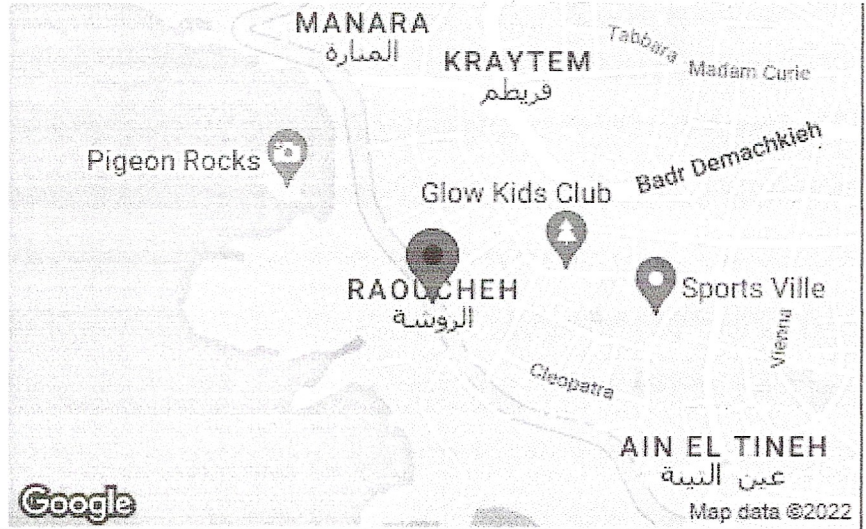 MANARA
المنارة
KRAYTEM
قريطم
Tabbara
Madam Curie
Pigeon Rocks
Badr Demachkieh
Glow Kids Club
RAOUCHEH
الروشة
Sports Ville
Vienna
Cleopatra
AIN EL TINEH
عين التينة
Google
Map data ©2022